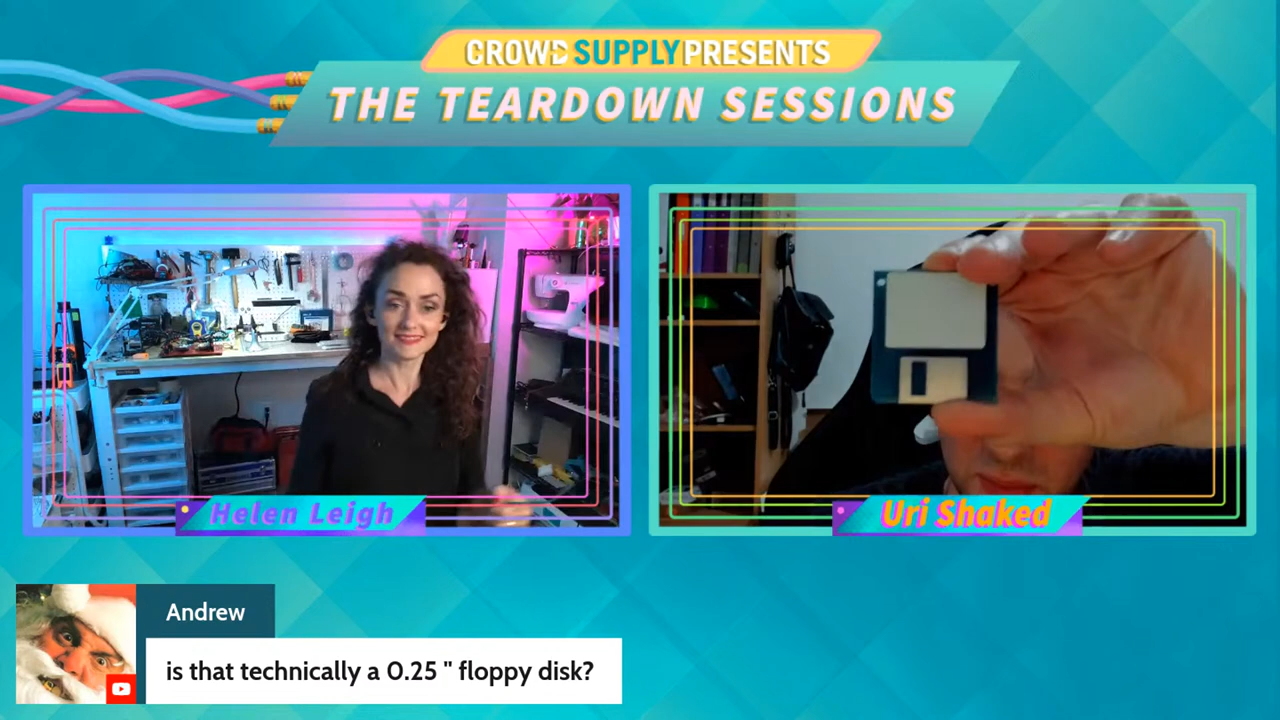 CROWD SUPPLY PRESENTS
THE TEARDOWN SESSIONS
Helen Leigh
Uri Shaked
Andrew
is that technically a 0.25 " floppy disk?